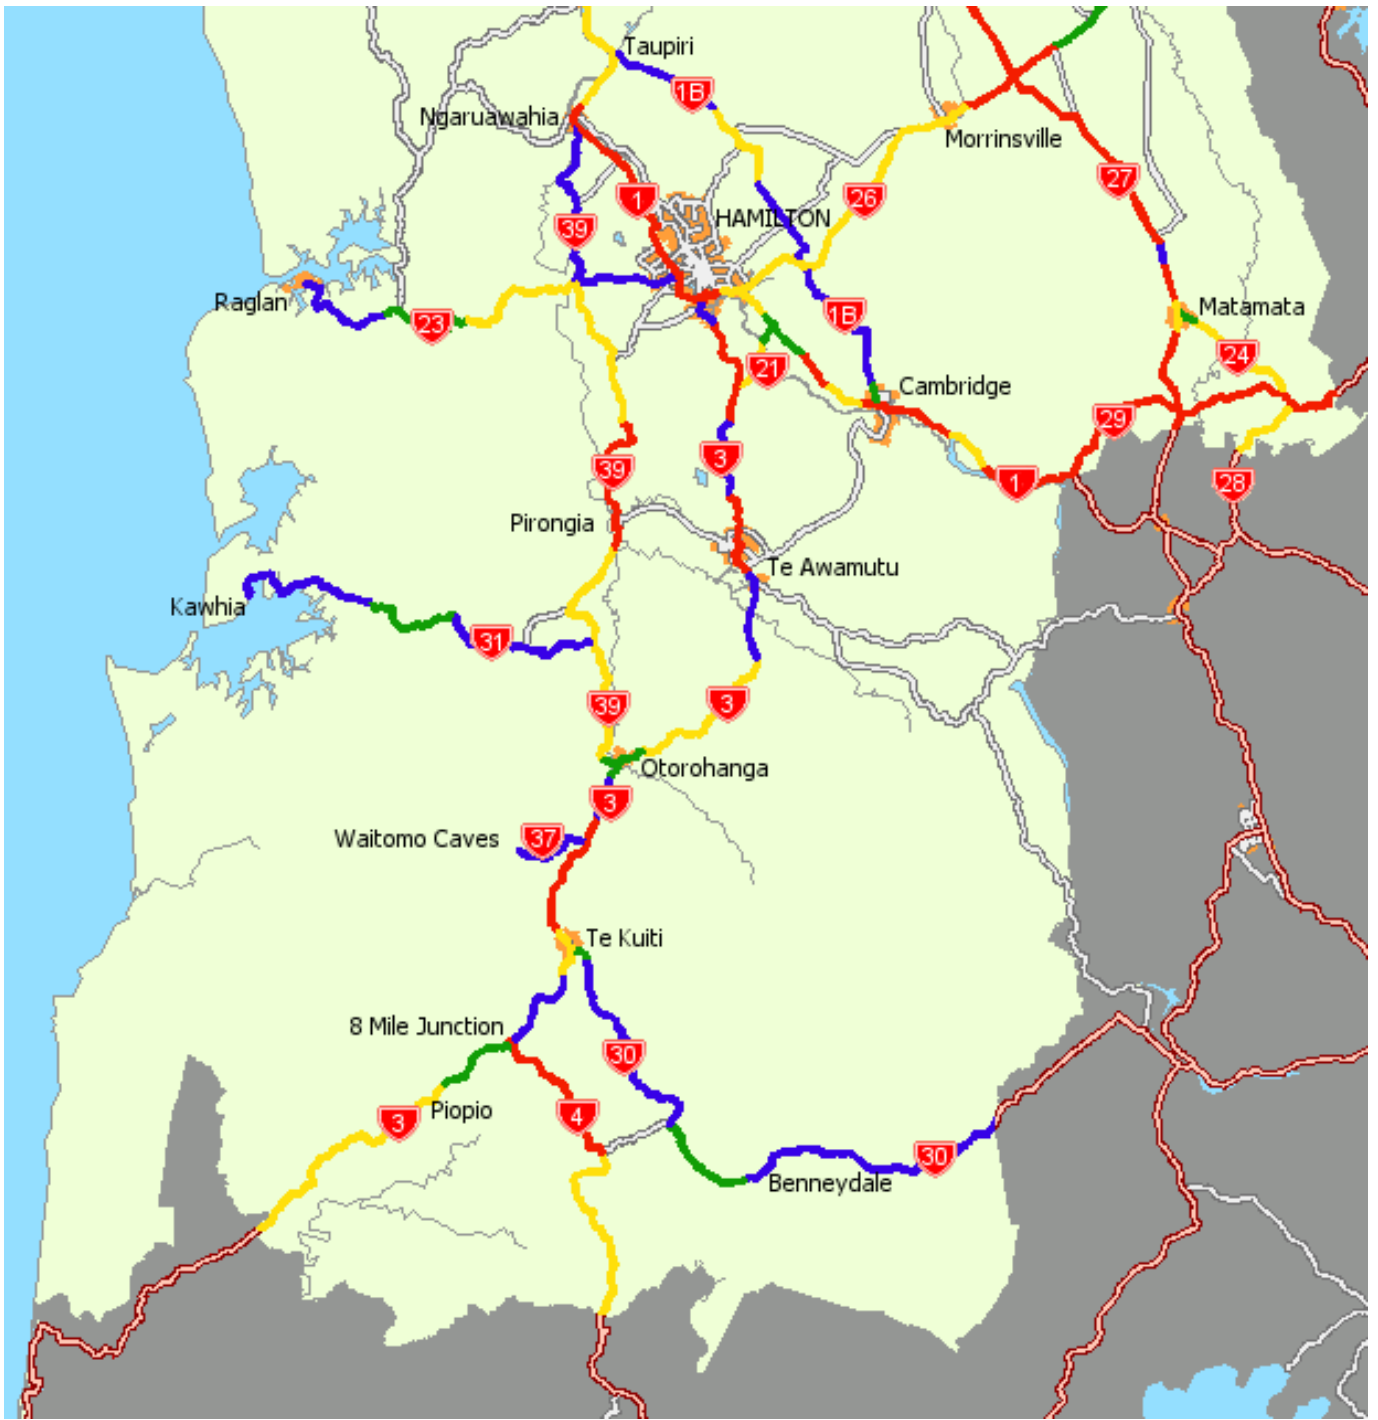 Taupiri
1B
Ngaruawahia
Morrinsville
27
1
26
HAMILTON
39
Raglan
23
1B
Matamata
24
21
Cambridge
29
3
39
1
28
Pirongia
Te Awamutu
Kawhia
31
39
3
Otorohanga
3
Waitomo Caves
37
Te Kuiti
8 Mile Junction
30
Piopio
3
4
30
Benneydale